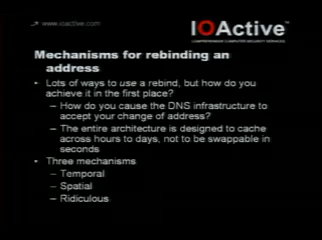 www.ioactive.com
IOActive™
COMPREHENSIVE COMPUTER SECURITY SERVICES
Mechanisms for rebinding an
address
• Lots of ways to use a rebind, but how do you
achieve it in the first place?
– How do you cause the DNS infrastructure to
accept your change of address?
– The entire architecture is designed to cache
across hours to days, not to be swappable in
seconds
• Three mechanisms
– Temporal
– Spatial
– Ridiculous